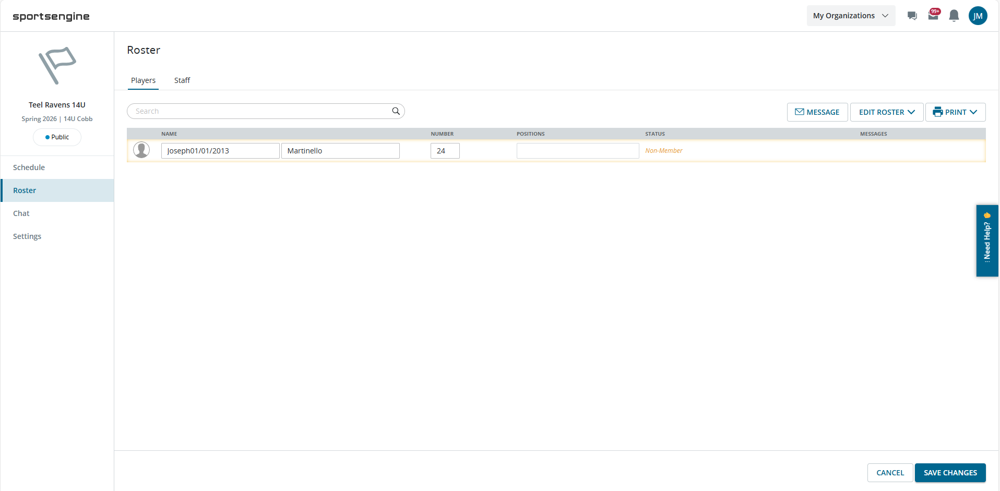 sportsengine
My Organizations
99+
JM
Teel Ravens 14U
Spring 2026 | 14U Cobb
Public
Schedule
Roster
Chat
Settings
Roster
Players Staff
Search
MESSAGE EDIT ROSTER PRINT
NAME NUMBER POSITIONS STATUS MESSAGES
Joseph01/01/2013 Martinello 24 Non-Member
Need Help?
CANCEL SAVE CHANGES